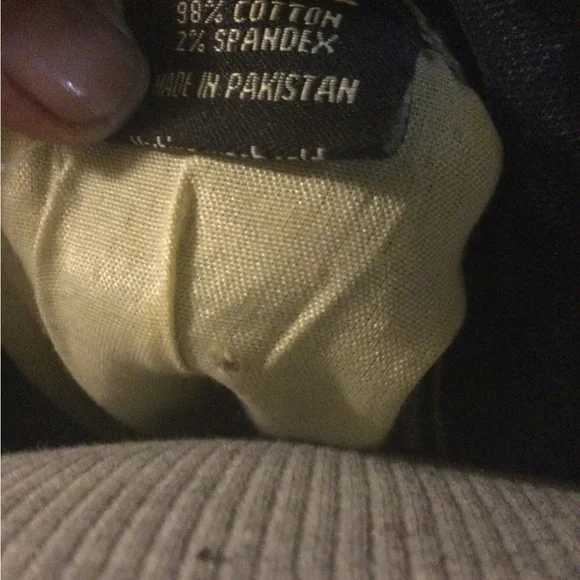 98% COTTON
2% SPANDEX
MADE IN PAKISTAN